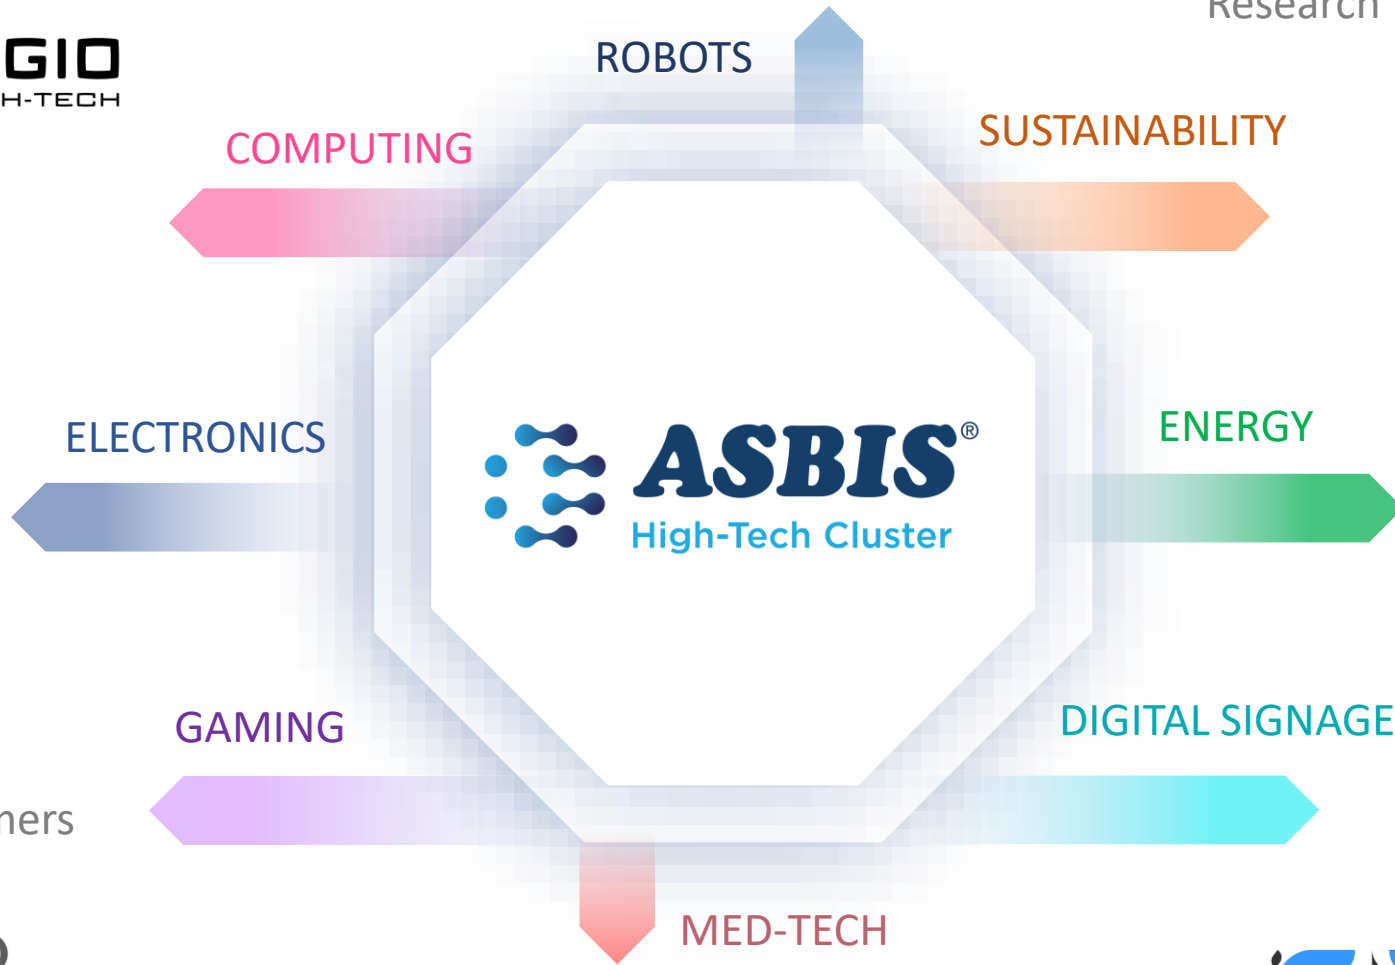 Research
GIO
H-TECH
ROBOTS
SUSTAINABILITY
COMPUTING
ELECTRONICS
ENERGY
ASBIS®
High-Tech Cluster
GAMING
DIGITAL SIGNAGE
ners
MED-TECH